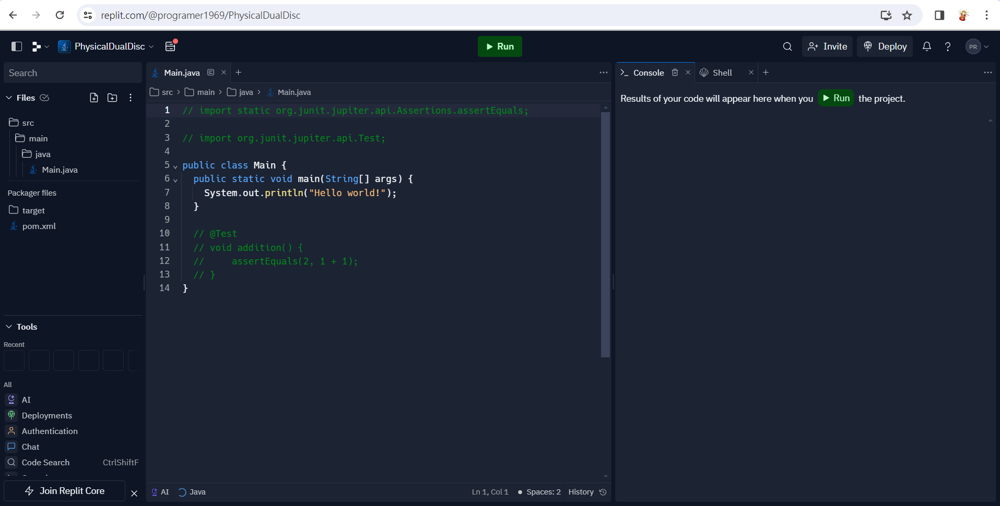 replit.com/@programer1969/PhysicalDualDisc
PhysicalDualDisc
Run
Invite
Deploy
PR
Search
Files
src
main
java
Main.java
Packager files
target
pom.xml
Tools
Recent
All
AI
Deployments
Authentication
Chat
Code Search CtrlShiftF
Join Replit Core
Main.java
src > main > java > Main.java
1 // import static org.junit.jupiter.api.Assertions.assertEquals;
2
3 // import org.junit.jupiter.api.Test;
4
5 public class Main {
6 public static void main(String[] args) {
7 System.out.println("Hello world!");
8 }
9
10 // @Test
11 // void addition() {
12 //     assertEquals(2, 1 + 1);
13 // }
14 }
AI Java Ln 1, Col 1 Spaces: 2 History
Console Shell
Results of your code will appear here when you Run the project.